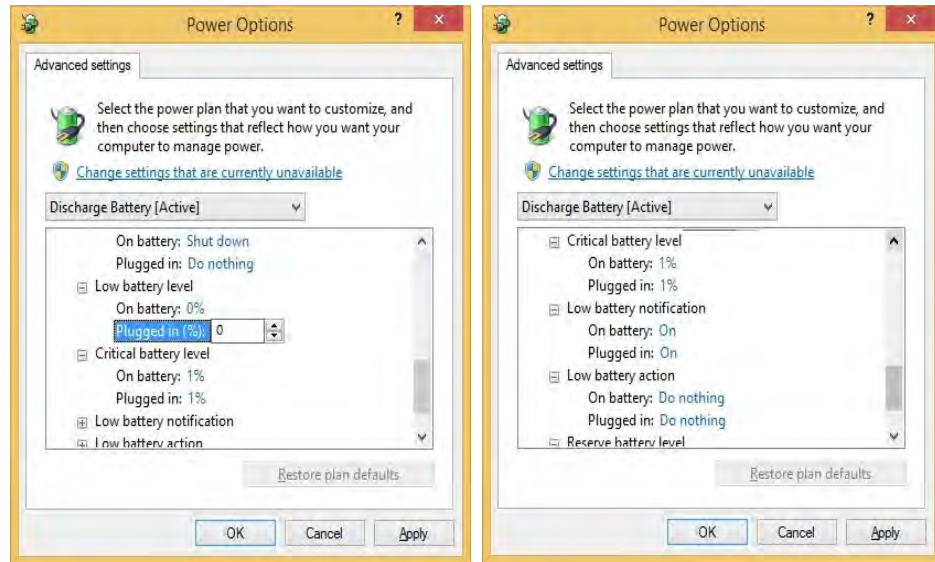 Power Options
?
×
Advanced settings
Select the power plan that you want to customize, and
then choose settings that reflect how you want your
computer to manage power.
Change settings that are currently unavailable
Discharge Battery [Active]
On battery: Shut down
Plugged in: Do nothing
Low battery level
On battery: 0%
Plugged in (%): 0
Critical battery level
On battery: 1%
Plugged in: 1%
Low battery notification
Low battery action
Restore plan defaults
OK Cancel Apply
Power Options
?
×
Advanced settings
Select the power plan that you want to customize, and
then choose settings that reflect how you want your
computer to manage power.
Change settings that are currently unavailable
Discharge Battery [Active]
Critical battery level
On battery: 1%
Plugged in: 1%
Low battery notification
On battery: On
Plugged in: On
Low battery action
On battery: Do nothing
Plugged in: Do nothing
Reserve battery level
Restore plan defaults
OK Cancel Apply